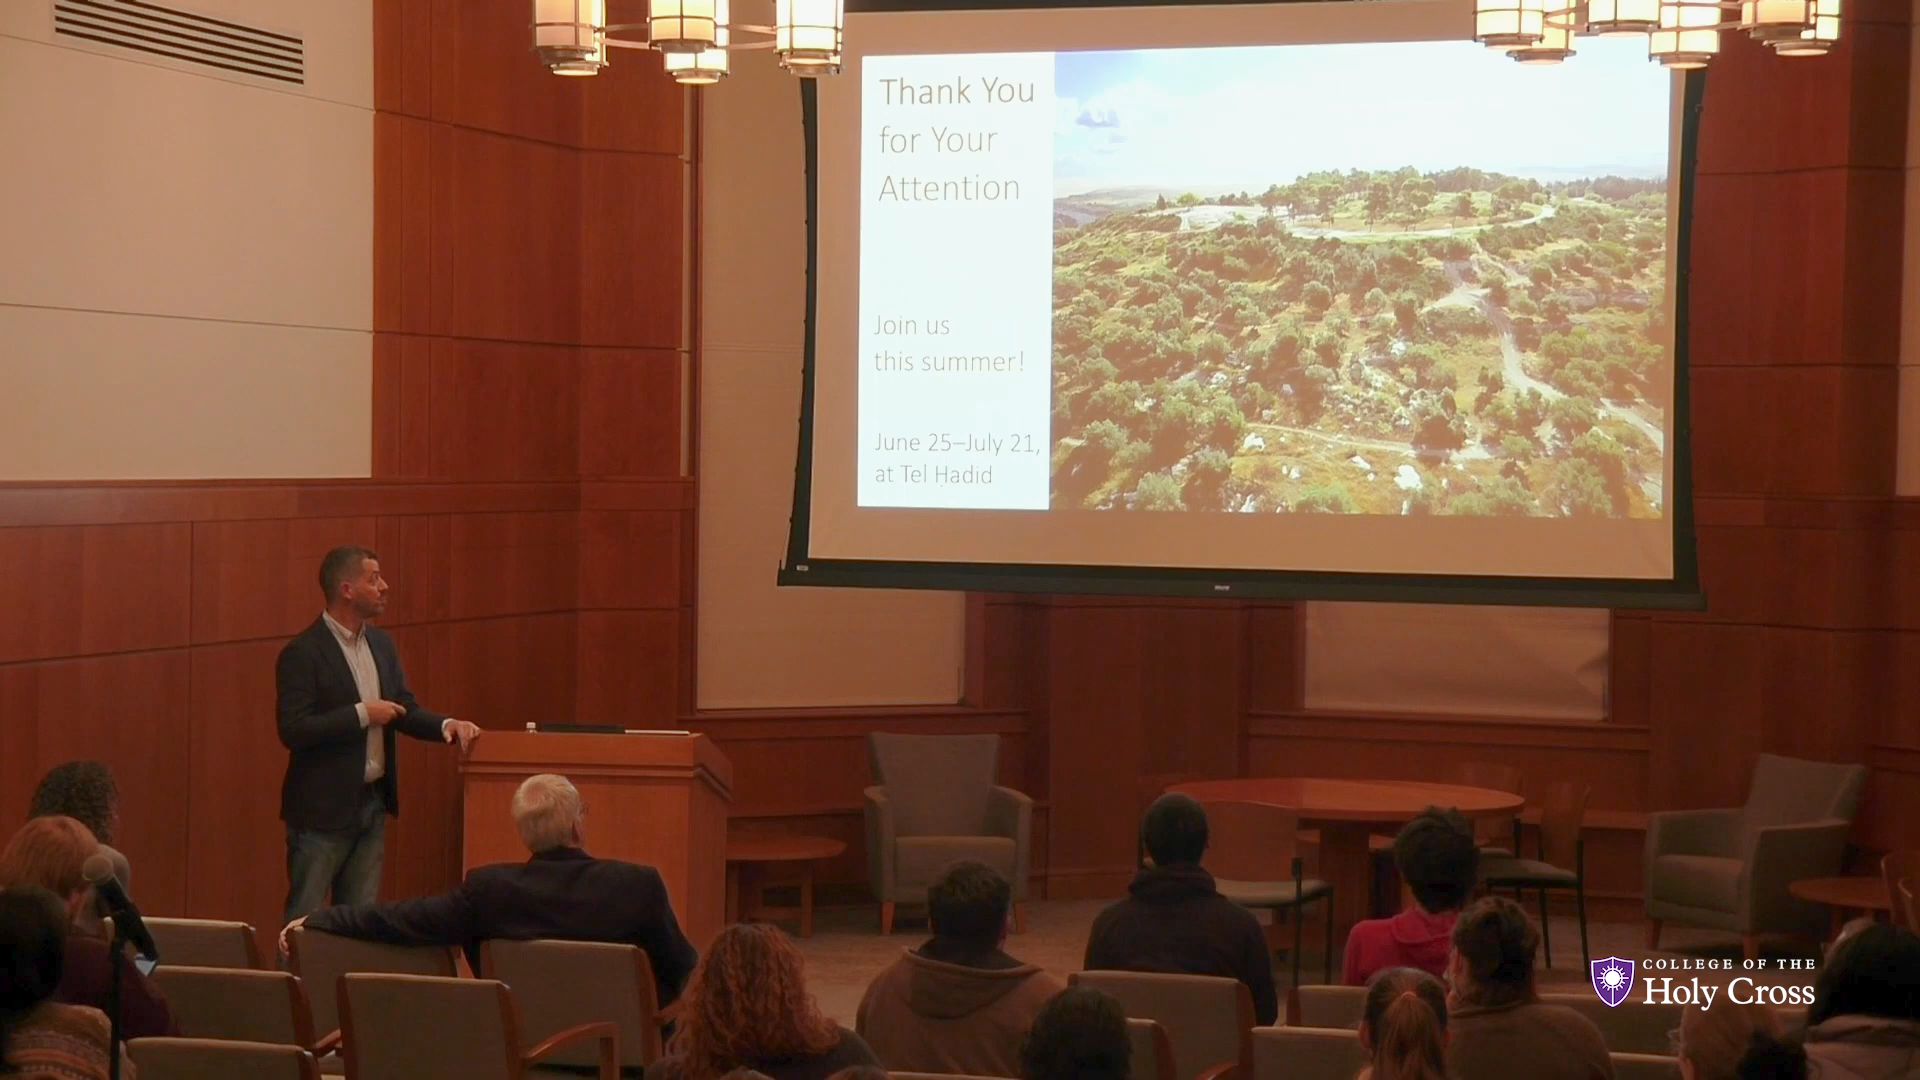 Thank You
for Your
Attention
Join us
this summer!
June 25–July 21,
at Tel Ḥadid
COLLEGE OF THE
Holy Cross